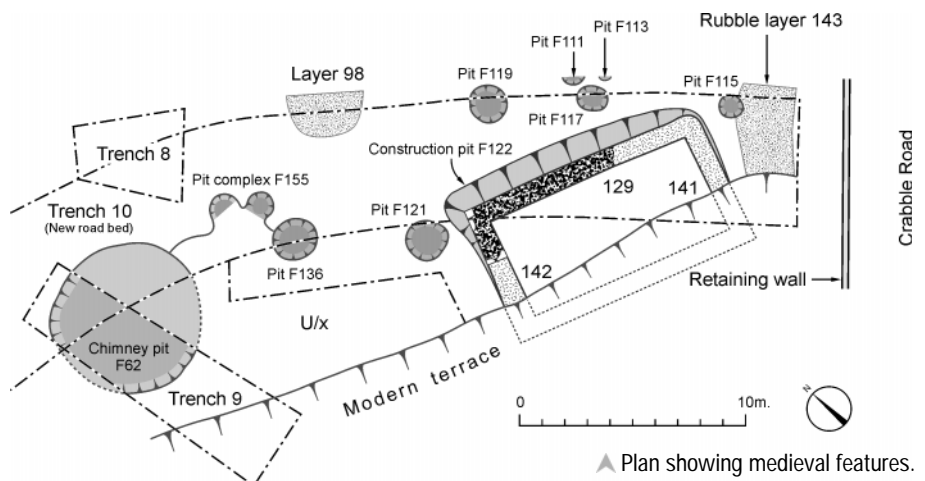 Rubble layer 143
Pit F111
Pit F113
Layer 98
Pit F119
Pit F115
Pit F117
Trench 8
Construction pit F122
Pit complex F155
129
141
Trench 10
(New road bed)
Pit F121
Crabble Road
Pit F136
142
Retaining wall
U/x
Chimney pit
F62
Trench 9
Modern terrace
0
10m.
N
Plan showing medieval features.